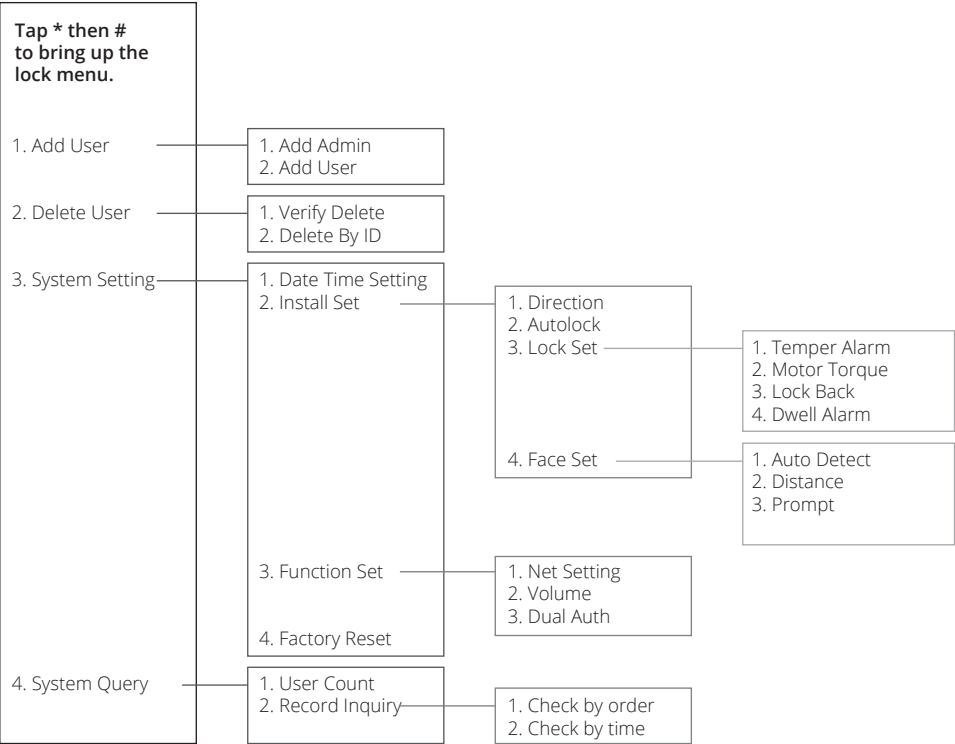 Tap * then #
to bring up the
lock menu.
1. Add User
1. Add Admin
2. Add User
2. Delete User
1. Verify Delete
2. Delete By ID
3. System Setting
1. Date Time Setting
2. Install Set
1. Direction
2. Autolock
3. Lock Set
1. Temper Alarm
2. Motor Torque
3. Lock Back
4. Dwell Alarm
4. Face Set
1. Auto Detect
2. Distance
3. Prompt
3. Function Set
1. Net Setting
2. Volume
3. Dual Auth
4. Factory Reset
4. System Query
1. User Count
2. Record Inquiry
1. Check by order
2. Check by time